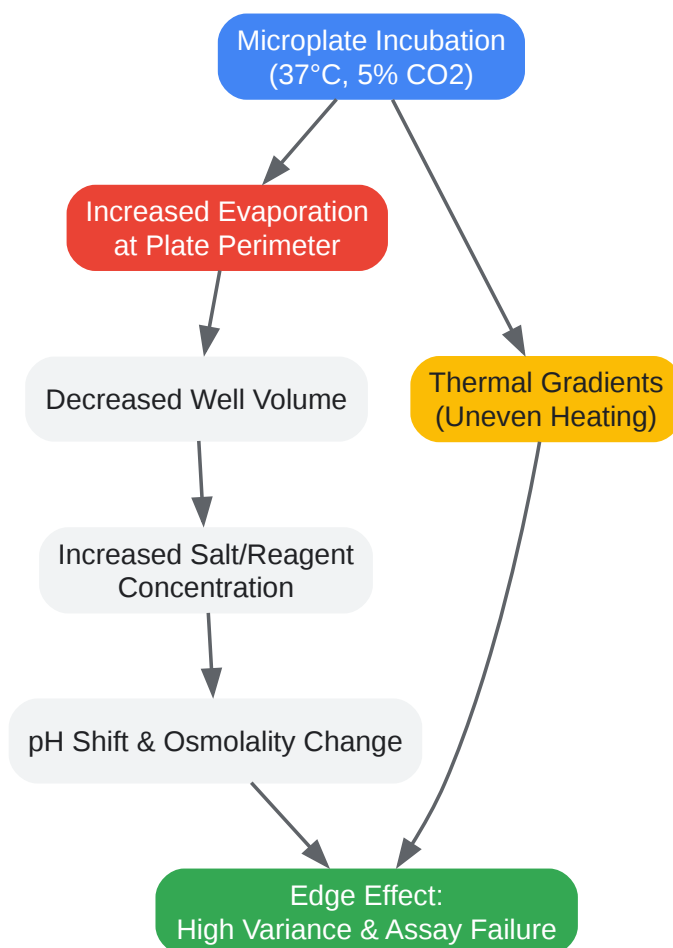 Microplate Incubation
(37°C, 5% CO2)
Increased Evaporation
at Plate Perimeter
Decreased Well Volume
Thermal Gradients
(Uneven Heating)
Increased Salt/Reagent
Concentration
pH Shift & Osmolality Change
Edge Effect:
High Variance & Assay Failure